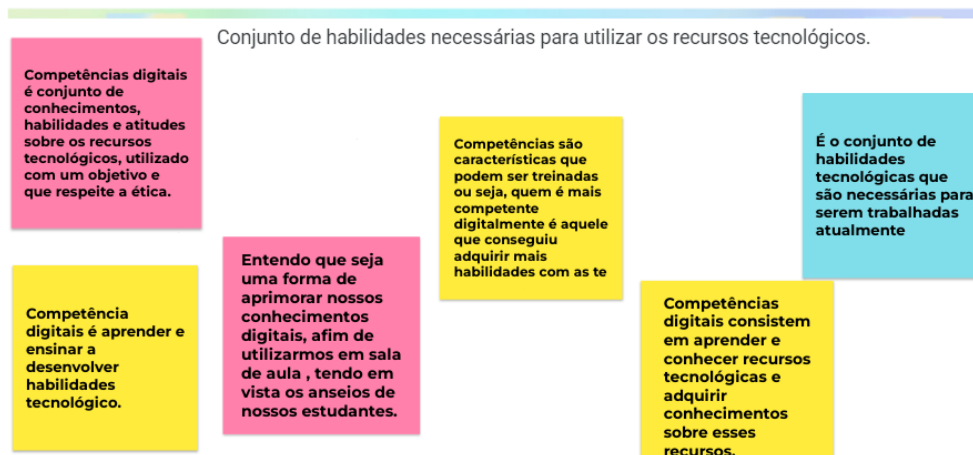 Conjunto de habilidades necessárias para utilizar os recursos tecnológicos.
Competências digitais
é conjunto de
conhecimentos,
habilidades e atitudes
sobre os recursos
tecnológicos, utilizado
com um objetivo e
que respeite a ética.
Competência
digitais é aprender e
ensinar a
desenvolver
habilidades
tecnológico.
Entendo que seja
uma forma de
aprimorar nossos
conhecimentos
digitais, afim de
utilizarmos em sala
de aula , tendo em
vista os anseios de
nossos estudantes.
Competências são
características que
podem ser treinadas
ou seja, quem é mais
competente
digitalmente é aquele
que conseguiu
adquirir mais
habilidades com as te
Competências
digitais consistem
em aprender e
conhecer recursos
tecnológicas e
adquirir
conhecimentos
sobre esses
recursos.
É o conjunto de
habilidades
tecnológicas que
são necessárias para
serem trabalhadas
atualmente